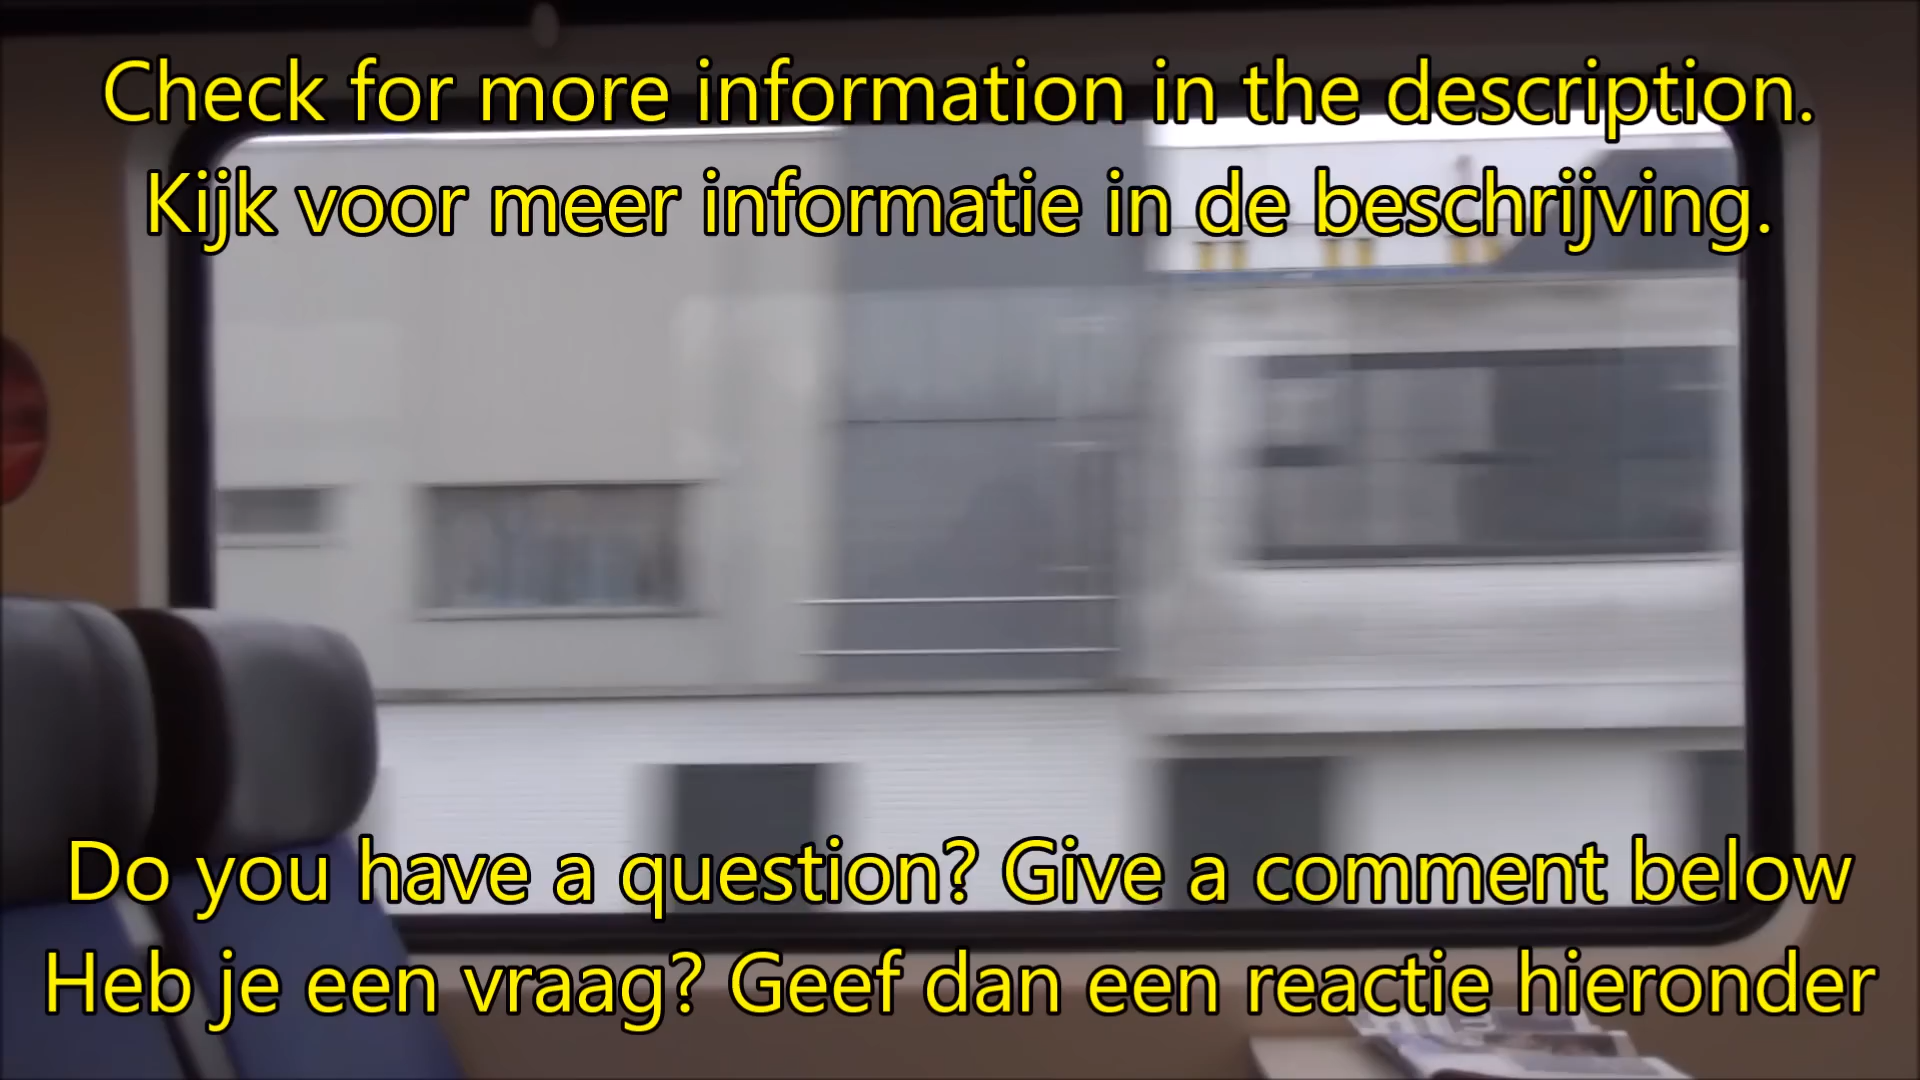 Check for more information in the description.
Kijk voor meer informatie in de beschrijving.
Do you have a question? Give a comment below
Heb je een vraag? Geef dan een reactie hieronder